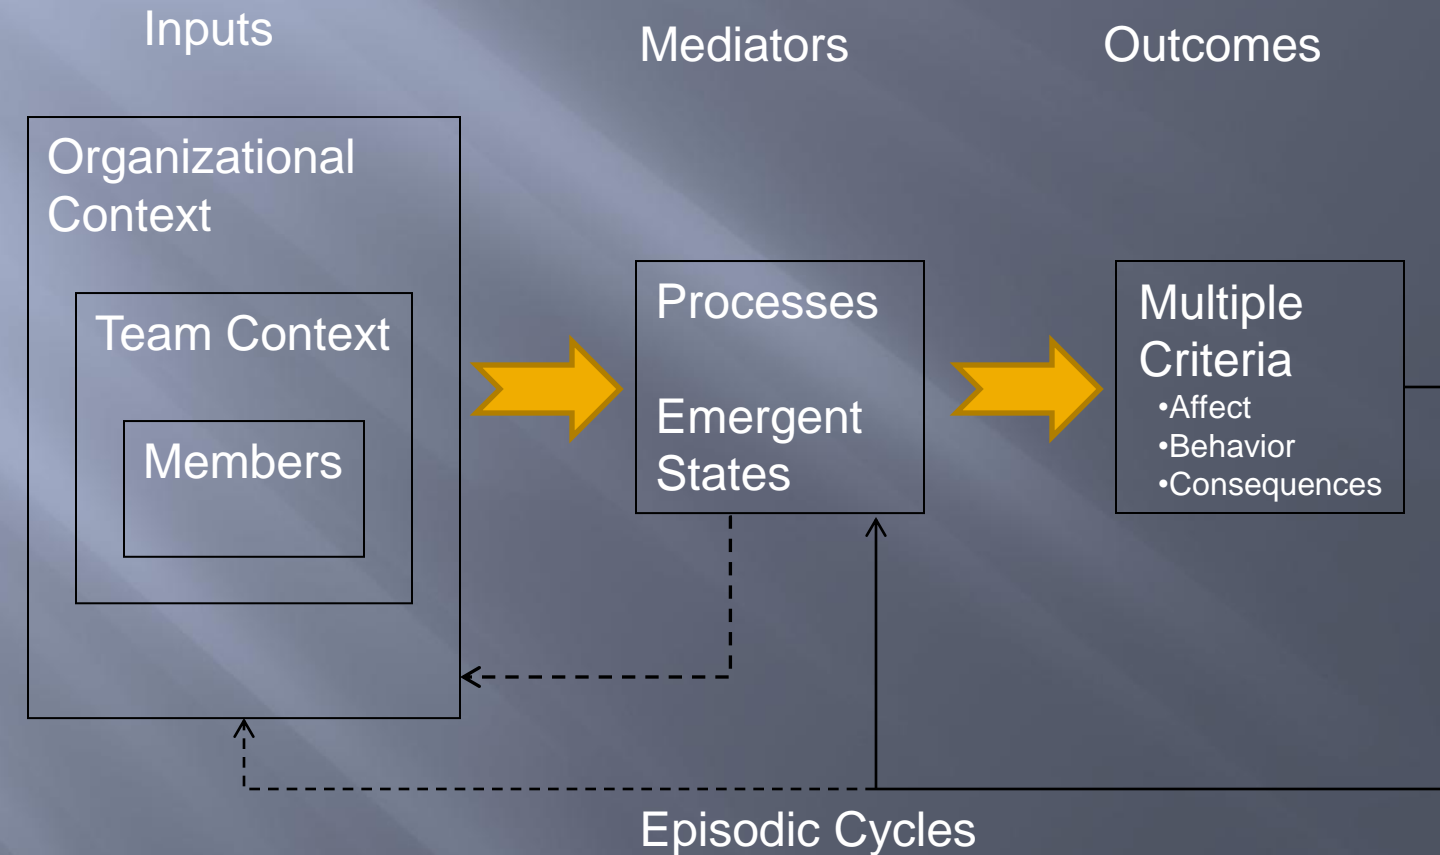 Inputs
Mediators
Outcomes
Organizational
Context
Team Context
Members
Processes
Emergent
States
Multiple
Criteria
•Affect
•Behavior
•Consequences
Episodic Cycles